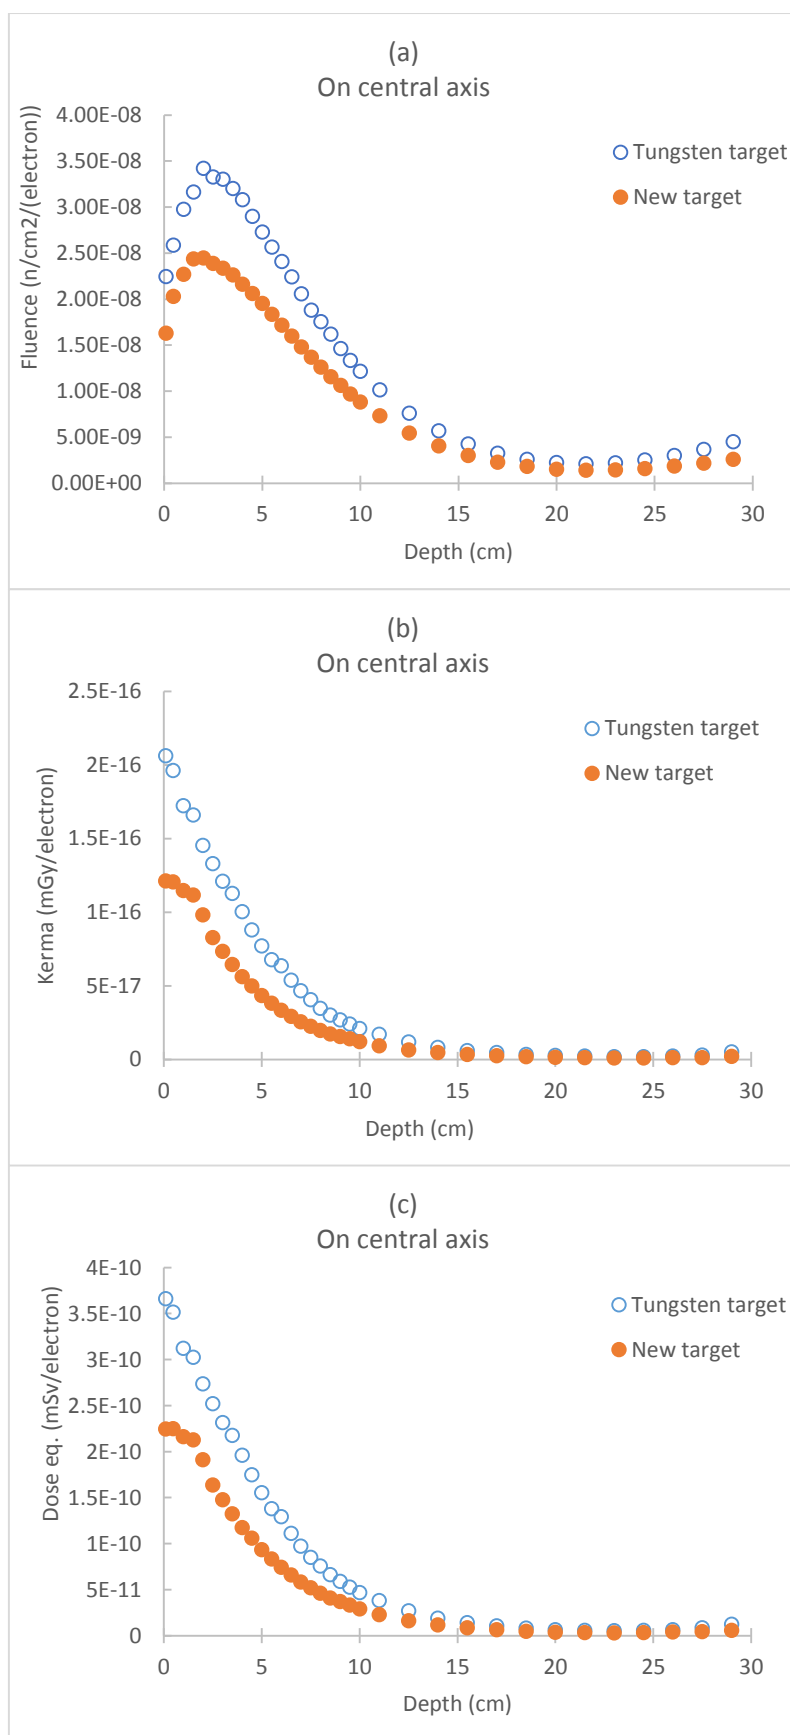 (a)
On central axis
Fluence (n/cm2/(electron))
4.00E-08
3.50E-08
3.00E-08
2.50E-08
2.00E-08
1.50E-08
1.00E-08
5.00E-09
0.00E+00
Tungsten target
New target
0 5 10 15 20 25 30
Depth (cm)
(b)
On central axis
Kerma (mGy/electron)
2.5E-16
2E-16
1.5E-16
1E-16
5E-17
0
Tungsten target
New target
0 5 10 15 20 25 30
Depth (cm)
(c)
On central axis
Dose eq. (mSv/electron)
4E-10
3.5E-10
3E-10
2.5E-10
2E-10
1.5E-10
1E-10
5E-11
0
Tungsten target
New target
0 5 10 15 20 25 30
Depth (cm)